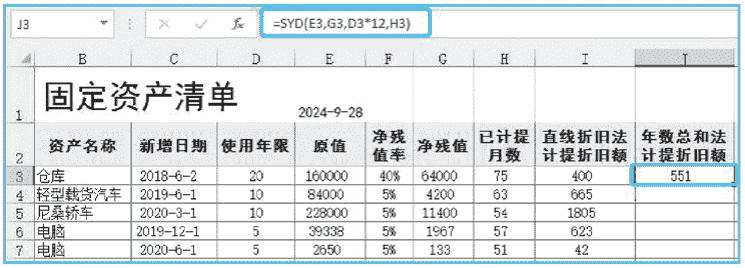 J3 fx =SYD(E3,G3,D3*12,H3)
B C D E F G H I J
1 固定资产清单 2024-9-28
2 资产名称 新增日期 使用年限 原值 净残值率 净残值 已计提月数 直线折旧法计提折旧额 年数总和法计提折旧额
3 仓库 2018-6-2 20 160000 40% 64000 75 400 551
4 轻型载货汽车 2019-6-1 10 84000 5% 4200 63 665
5 尼桑轿车 2020-3-1 10 228000 5% 11400 54 1805
6 电脑 2019-12-1 5 39338 5% 1967 57 623
7 电脑 2020-6-1 5 2650 5% 133 51 42